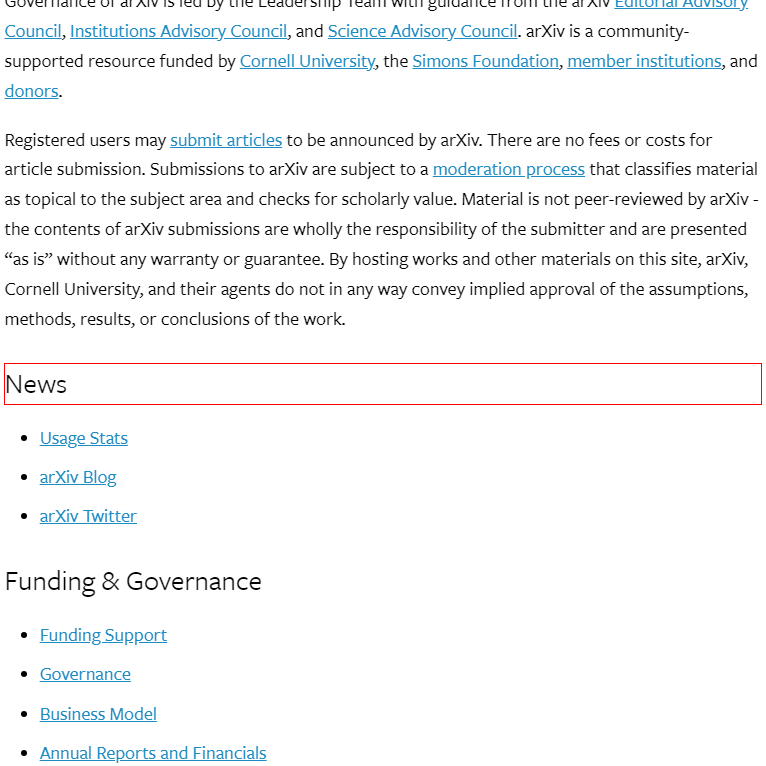 Governance of arXiv is led by the Leadership Team with guidance from the arXiv Editorial Advisory
Council, Institutions Advisory Council, and Science Advisory Council. arXiv is a community-
supported resource funded by Cornell University, the Simons Foundation, member institutions, and
donors.
Registered users may submit articles to be announced by arXiv. There are no fees or costs for
article submission. Submissions to arXiv are subject to a moderation process that classifies material
as topical to the subject area and checks for scholarly value. Material is not peer-reviewed by arXiv -
the contents of arXiv submissions are wholly the responsibility of the submitter and are presented
“as is” without any warranty or guarantee. By hosting works and other materials on this site, arXiv,
Cornell University, and their agents do not in any way convey implied approval of the assumptions,
methods, results, or conclusions of the work.
News
Usage Stats
arXiv Blog
arXiv Twitter
Funding & Governance
Funding Support
Governance
Business Model
Annual Reports and Financials